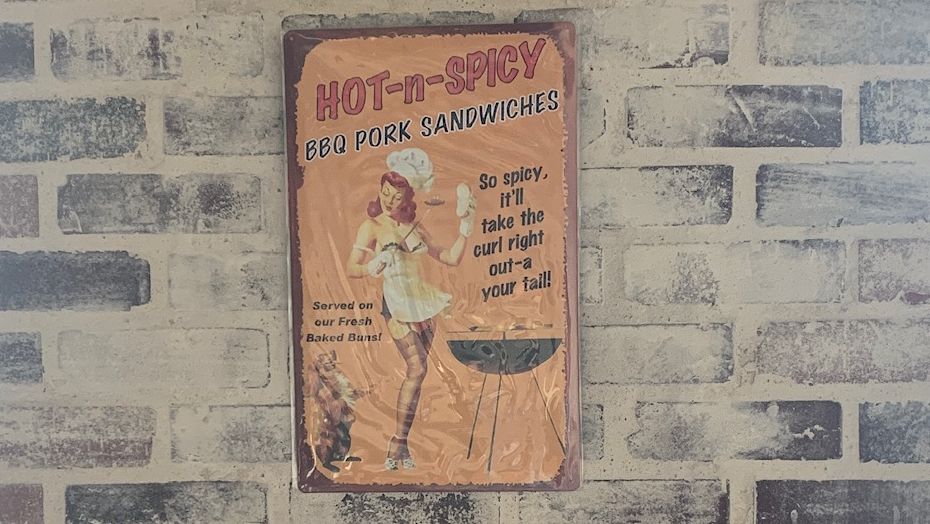 HOT-n-SPICY
BBQ PORK SANDWICHES
So spicy,
it'll
take the
curl right
out-a
your tail!
Served on
our Fresh
Baked Buns!